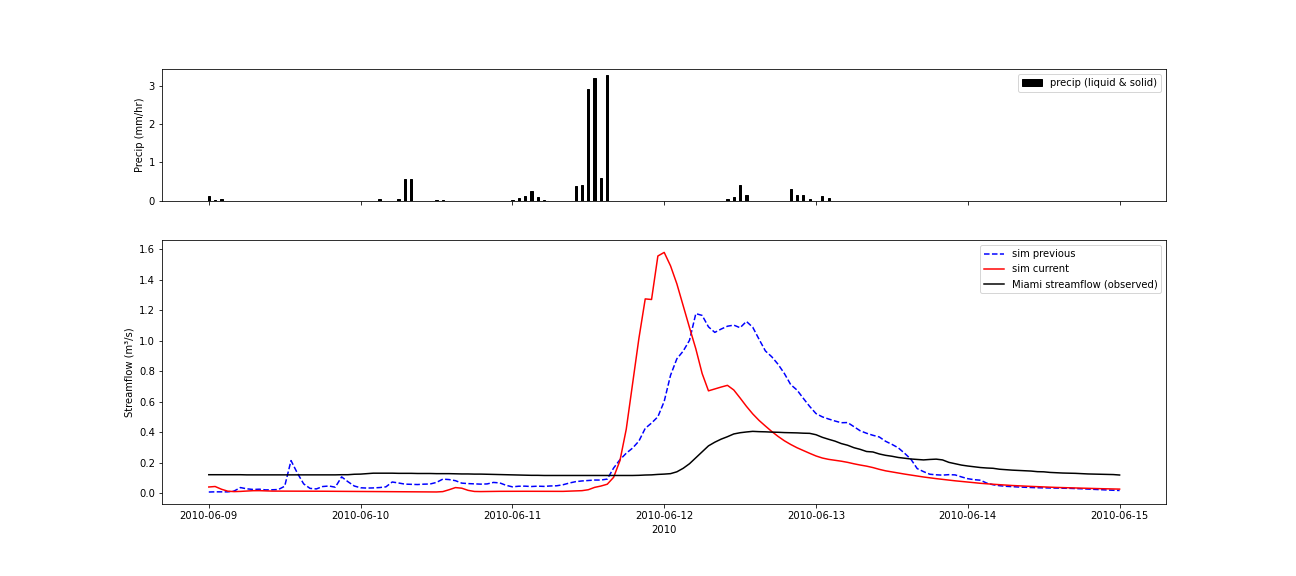 precip (liquid & solid)
Precip (mm/hr)
3
2
1
0
sim previous
sim current
Miami streamflow (observed)
Streamflow (m³/s)
1.6
1.4
1.2
1.0
0.8
0.6
0.4
0.2
0.0
2010-06-09 2010-06-10 2010-06-11 2010-06-12 2010-06-13 2010-06-14 2010-06-15
2010